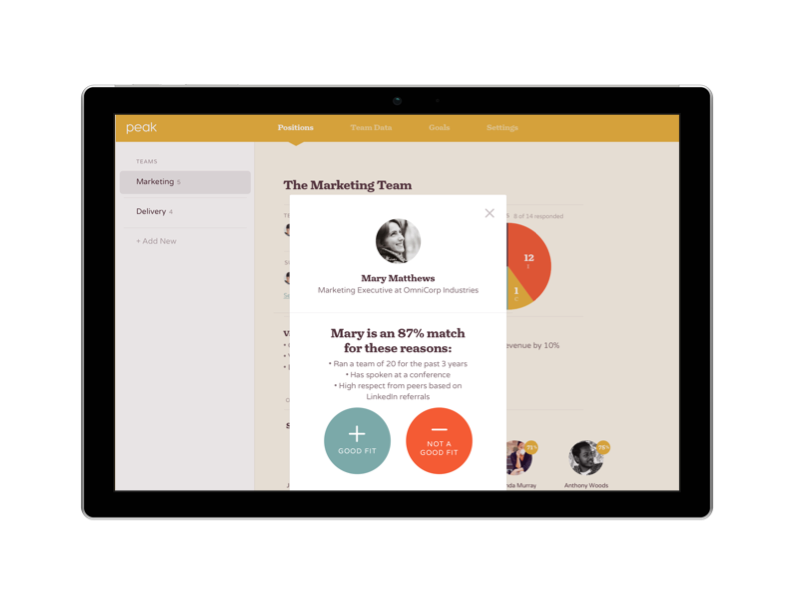 peak
Positions
Team Data
Goals
Settings
TEAMS
Marketing 5
Delivery 4
+ Add New
The Marketing Team
8 of 14 responded
12
1
Mary Matthews
Marketing Executive at OmniCorp Industries
Mary is an 87% match
for these reasons:
• Ran a team of 20 for the past 3 years
• Has spoken at a conference
• High respect from peers based on
LinkedIn referrals
by 10%
GOOD FIT
NOT A
GOOD FIT
Murray
Anthony Woods